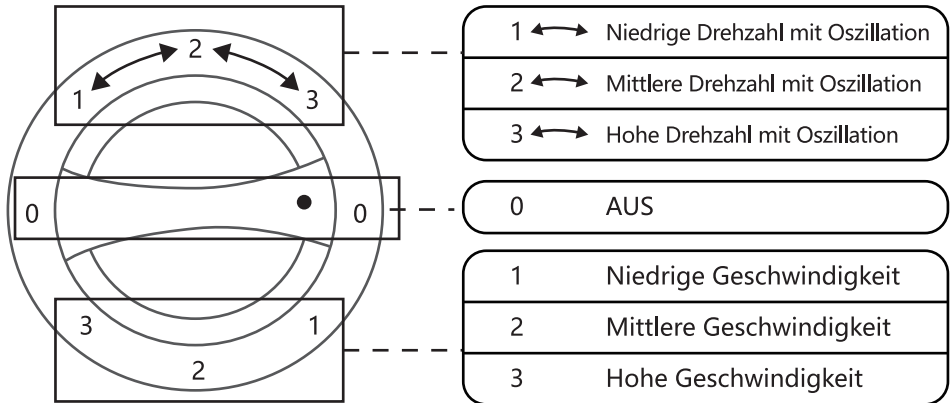 2
1 3
0 0
3 1
2
1 Niedrige Drehzahl mit Oszillation
2 Mittlere Drehzahl mit Oszillation
3 Hohe Drehzahl mit Oszillation
0 AUS
1 Niedrige Geschwindigkeit
2 Mittlere Geschwindigkeit
3 Hohe Geschwindigkeit